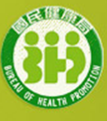 國民健康局
BUREAU OF HEALTH PROMOTION